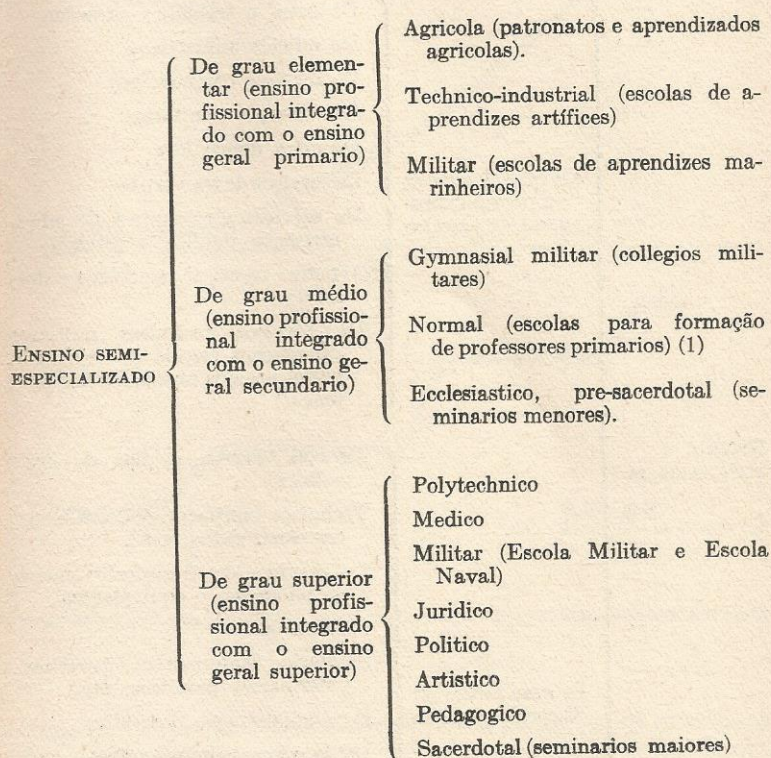 ENSINO SEMI-
ESPECIALIZADO
De grau elemen-
tar (ensino pro-
fissional integra-
do com o ensino
geral primario)
Agricola (patronatos e aprendizados
agricolas).
Technico-industrial (escolas de a-
prendizes artífices)
Militar (escolas de aprendizes ma-
rinheiros)
De grau médio
(ensino profissio-
nal integrado
com o ensino ge-
ral secundario)
Gymnasial militar (collegios mili-
tares)
Normal (escolas para formação
de professores primarios) (1)
Ecclesiastico, pre-sacerdotal (se-
minarios menores).
De grau superior
(ensino profis-
sional integrado
com o ensino
geral superior)
Polytechnico
Medico
Militar (Escola Militar e Escola
Naval)
Juridico
Politico
Artistico
Pedagogico
Sacerdotal (seminarios maiores)